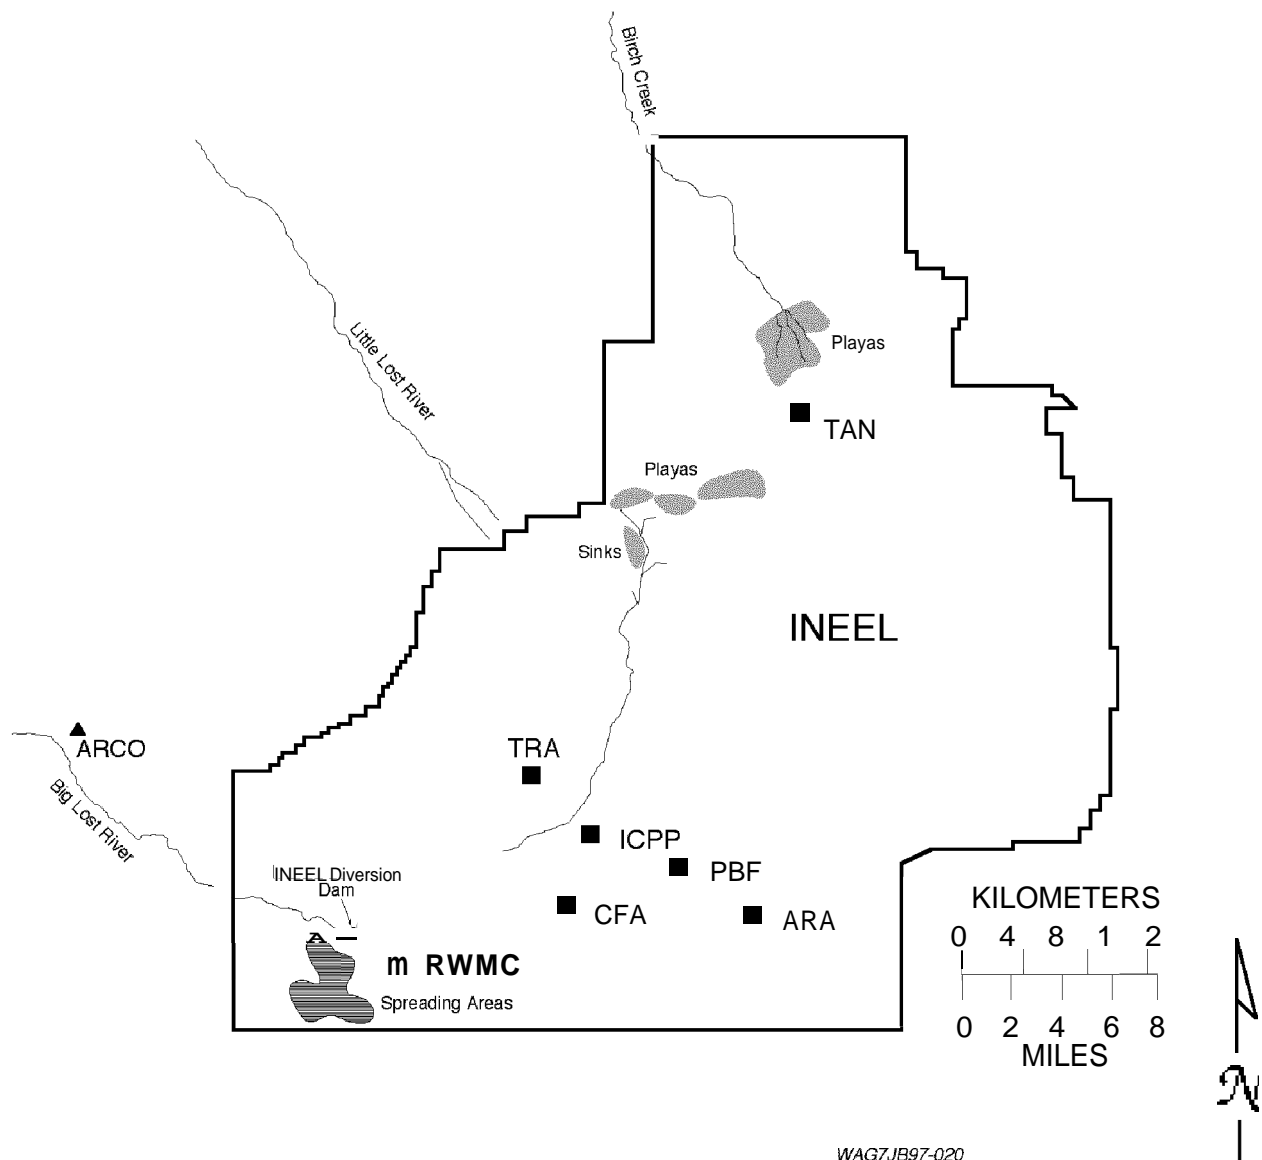 Birch Creek
Little Lost River
Playas
TAN
Playas
Sinks
INEEL
ARCO
TRA
Big Lost River
ICPP
PBF
INEEL Diversion
Dam
CFA
ARA
A
m RWMC
Spreading Areas
KILOMETERS
0 4 8 1 2
0 2 4 6 8
MILES
N
WAG7JB97-020